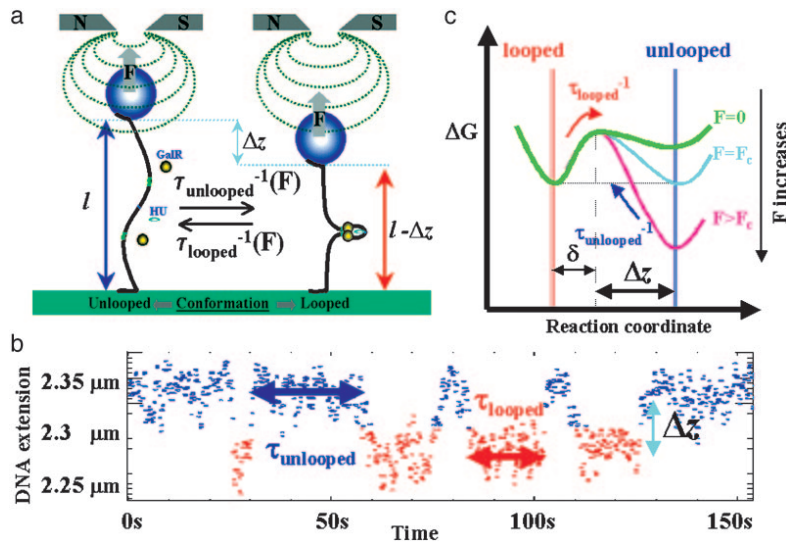 a
N S N S
F F
Δz
GalR
l
τunlooped⁻¹(F)
HU
τlooped⁻¹(F)
l -Δz
Unlooped Conformation Looped
c
looped unlooped
τlooped⁻¹
ΔG
F=0
F=Fc
F>Fc
F increases
τunlooped⁻¹
δ
Δz
Reaction coordinate
b
DNA extension
2.35 μm
2.3 μm
2.25 μm
τunlooped
τlooped
Δz
0s 50s 100s 150s
Time